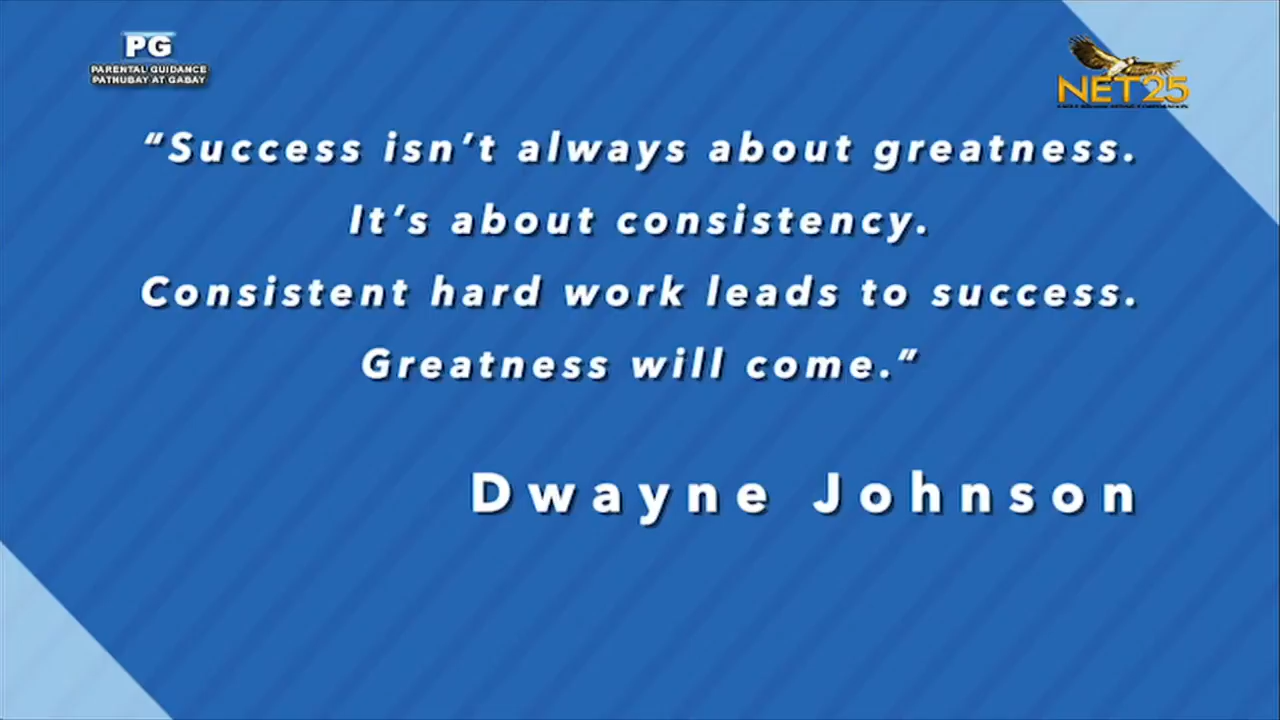 PG
PARENTAL GUIDANCE
PATNUBAY AT GABAY
NET25
“Success isn’t always about greatness.
It’s about consistency.
Consistent hard work leads to success.
Greatness will come.”
Dwayne Johnson